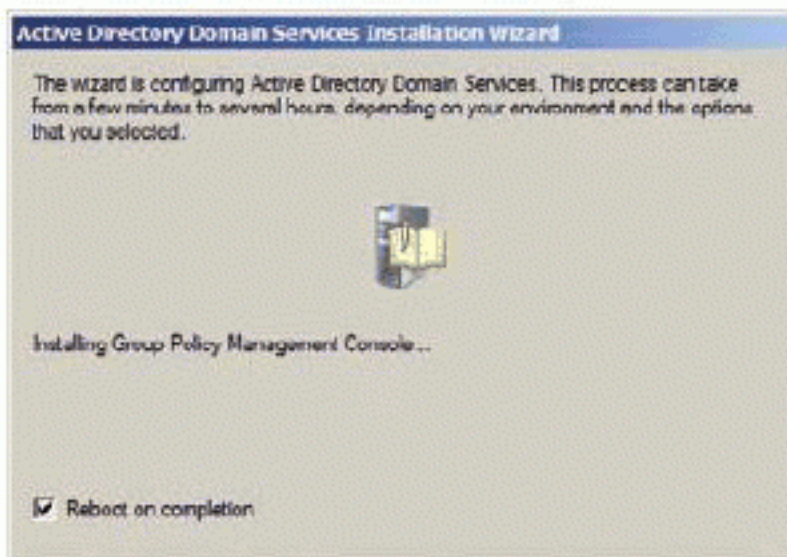 Active Directory Domain Services Installation Wizard
The wizard is configuring Active Directory Domain Services. This process can take
from a few minutes to several hours, depending on your environment and the options
that you selected.
Installing Group Policy Management Console...
Reboot on completion